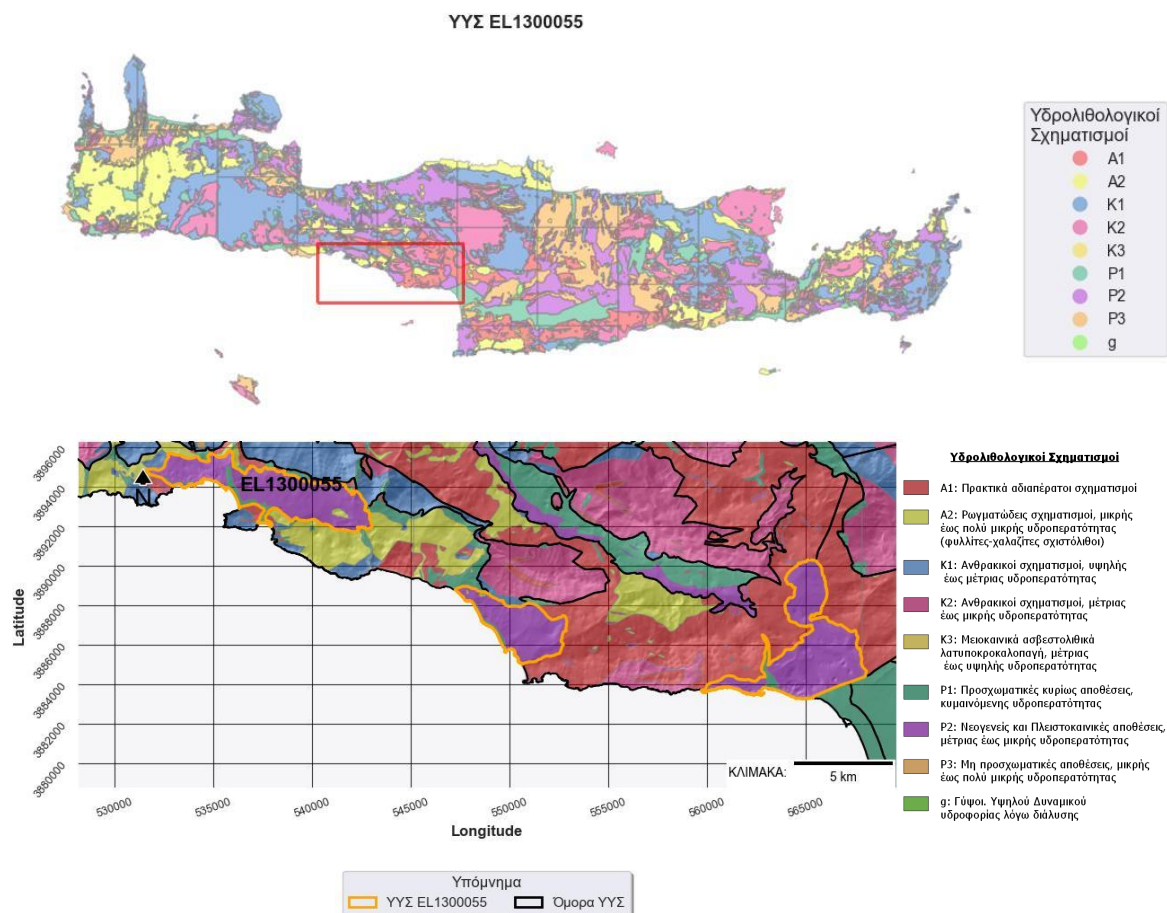 ΥΥΣ EL1300055
Υδρολιθολογικοί
Σχηματισμοί
A1
A2
K1
K2
K3
P1
P2
P3
g
3896000
3894000
3892000
3890000
3888000
3886000
3884000
3882000
3880000
Latitude
N
EL1300055
ΚΛΙΜΑΚΑ:
5 km
530000
535000
540000
545000
550000
555000
560000
565000
Longitude
Υδρολιθολογικοί Σχηματισμοί
A1: Πρακτικά αδιαπέρατοι σχηματισμοί
A2: Ρωγματώδεις σχηματισμοί, μικρής
έως πολύ μικρής υδροπερατότητας
(φυλλίτες-χαλαζίτες σχιστόλιθοι)
K1: Ανθρακικοί σχηματισμοί, υψηλής
έως μέτριας υδροπερατότητας
K2: Ανθρακικοί σχηματισμοί, μέτριας
έως μικρής υδροπερατότητας
K3: Μειοκαινικά ασβεστολιθικά
λατυποκροκαλοπαγή, μέτριας
έως υψηλής υδροπερατότητας
P1: Προσχωματικές κυρίως αποθέσεις,
κυμαινόμενης υδροπερατότητας
P2: Νεογενείς και Πλειστοκαινικές αποθέσεις,
μέτριας έως μικρής υδροπερατότητας
P3: Μη προσχωματικές αποθέσεις, μικρής
έως πολύ μικρής υδροπερατότητας
g: Γύψοι. Υψηλού Δυναμικού
υδροφορίας λόγω διάλυσης
Υπόμνημα
ΥΥΣ EL1300055
Όμορα ΥΥΣ